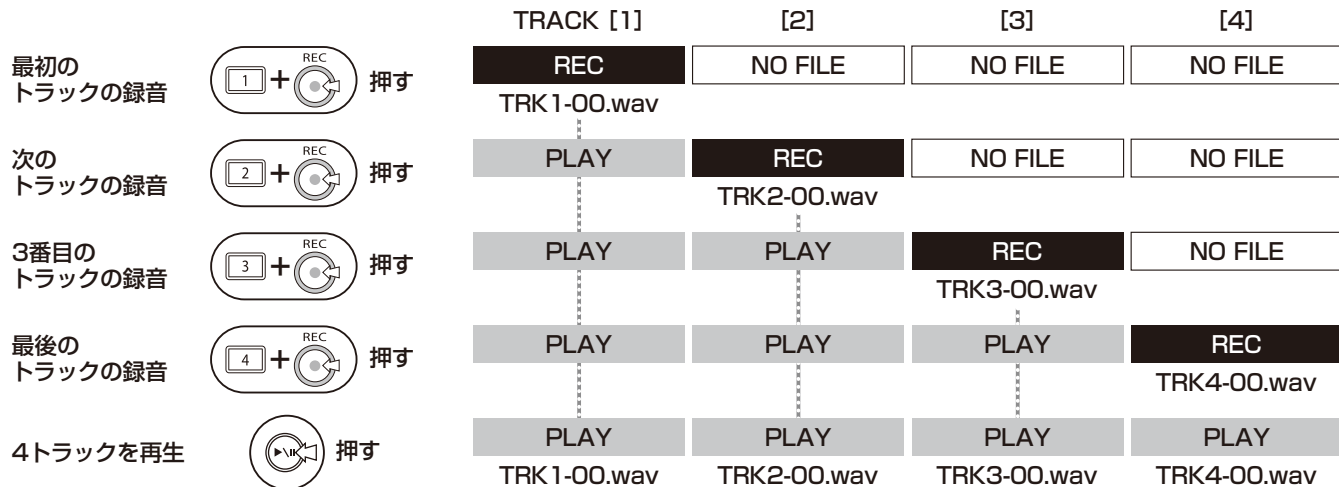 TRACK [1] [2] [3] [4]
最初の
トラックの録音
1 + REC 押す
REC NO FILE NO FILE NO FILE
TRK1-00.wav
次の
トラックの録音
2 + REC 押す
PLAY REC NO FILE NO FILE
TRK2-00.wav
3番目の
トラックの録音
3 + REC 押す
PLAY PLAY REC NO FILE
TRK3-00.wav
最後の
トラックの録音
4 + REC 押す
PLAY PLAY PLAY REC
TRK4-00.wav
4トラックを再生 押す
PLAY PLAY PLAY PLAY
TRK1-00.wav TRK2-00.wav TRK3-00.wav TRK4-00.wav